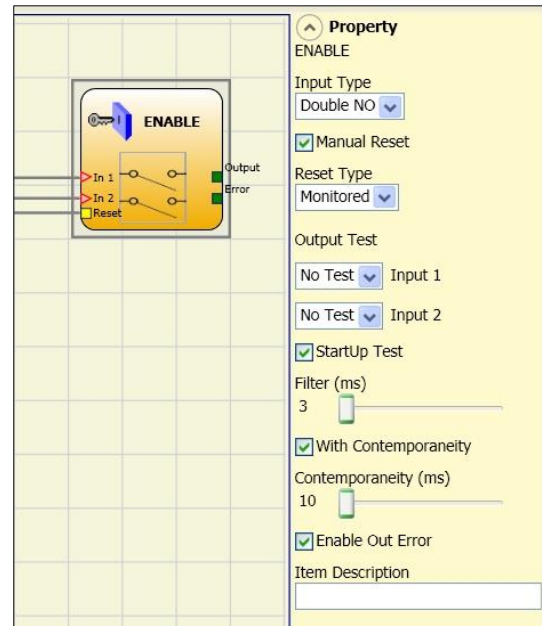 ENABLE
In 1
In 2
Reset
Output
Error
Property
ENABLE
Input Type
Double NO
Manual Reset
Reset Type
Monitored
Output Test
No Test Input 1
No Test Input 2
StartUp Test
Filter (ms)
3
With Contemporaneity
Contemporaneity (ms)
10
Enable Out Error
Item Description